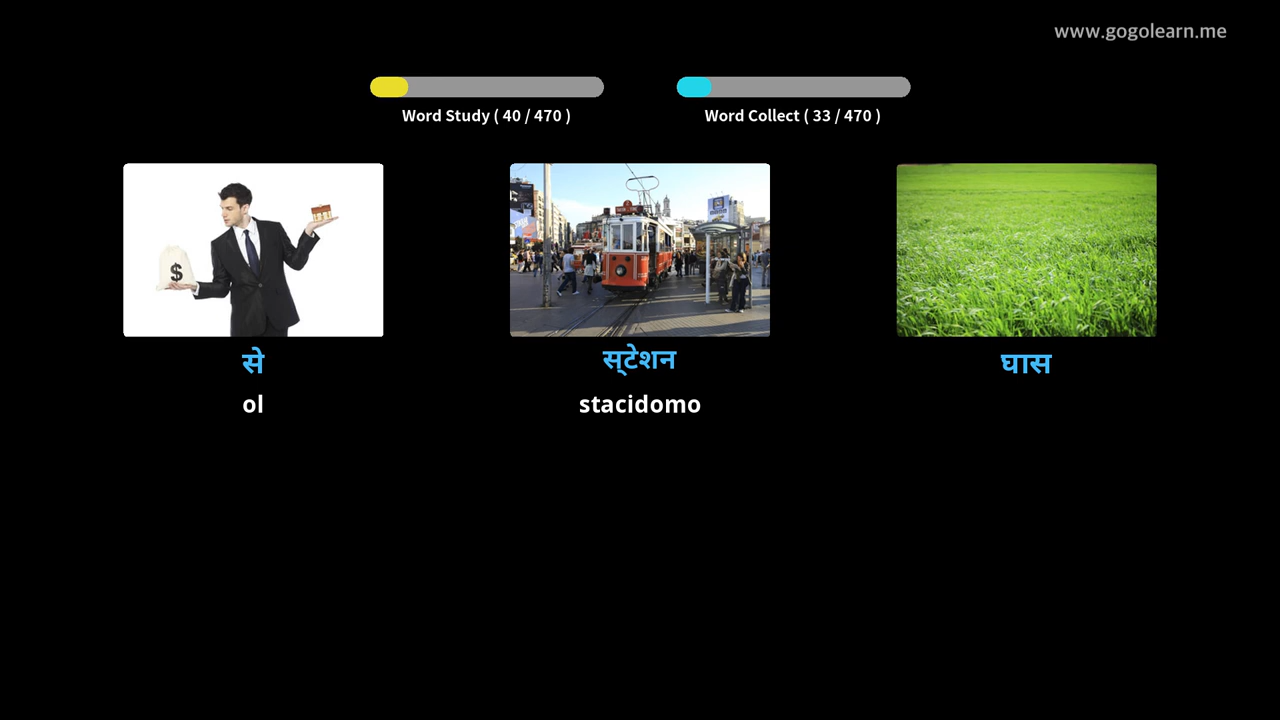 www.gogolearn.me
Word Study ( 40 / 470 )
Word Collect ( 33 / 470 )
$
से
स्टेशन
घास
ol
stacidomo